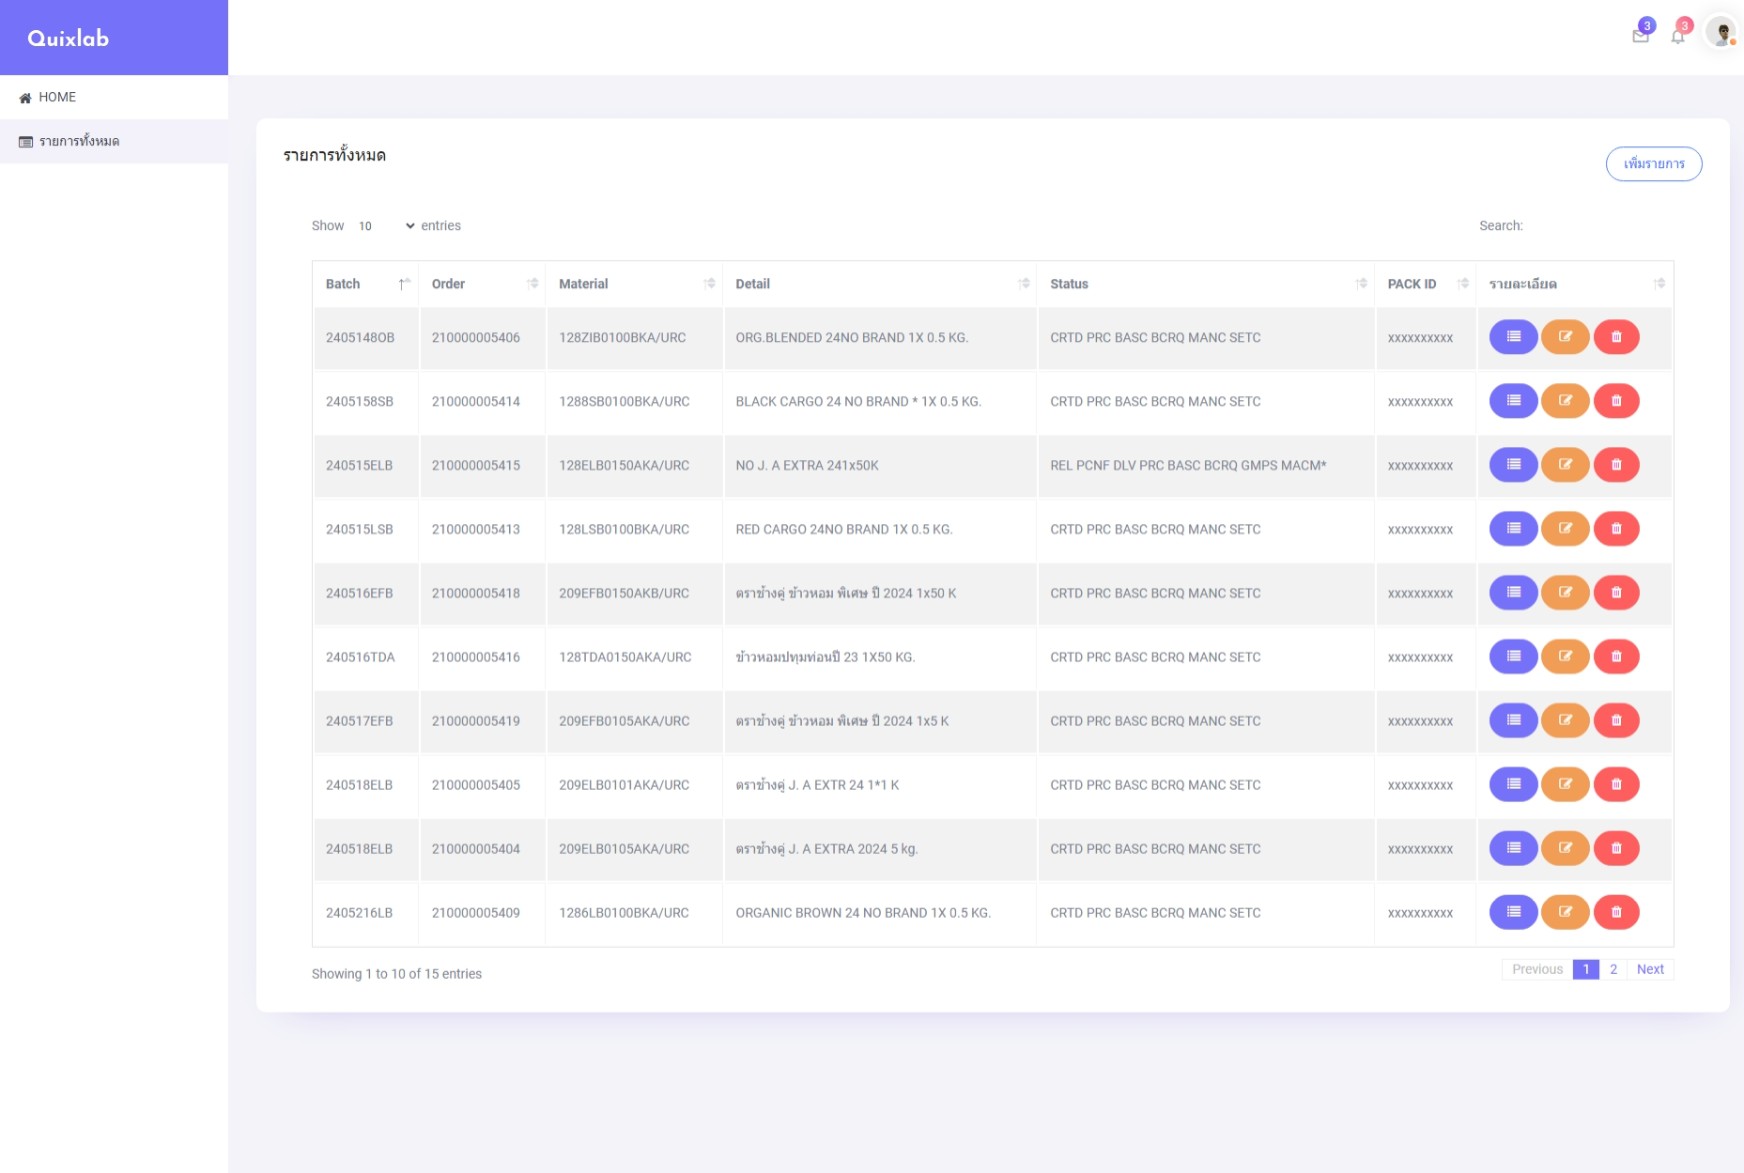 Quixlab
3
3
HOME
รายการทั้งหมด
รายการทั้งหมด
เพิ่มรายการ
Show 10 entries
Search:
Batch Order Material Detail Status PACK ID รายละเอียด
2405148OB 210000005406 128ZIB0100BKA/URC ORG.BLENDED 24NO BRAND 1X 0.5 KG. CRTD PRC BASC BCRQ MANC SETC xxxxxxxxxx
2405158SB 210000005414 1288SB0100BKA/URC BLACK CARGO 24 NO BRAND * 1X 0.5 KG. CRTD PRC BASC BCRQ MANC SETC xxxxxxxxxx
240515ELB 210000005415 128ELB0150AKA/URC NO J. A EXTRA 241x50K REL PCNF DLV PRC BASC BCRQ GMPS MACM* xxxxxxxxxx
240515LSB 210000005413 128LSB0100BKA/URC RED CARGO 24NO BRAND 1X 0.5 KG. CRTD PRC BASC BCRQ MANC SETC xxxxxxxxxx
240516EFB 210000005418 209EFB0150AKB/URC ตราช้างคู่ ข้าวหอม พิเศษ ปี 2024 1x50 K CRTD PRC BASC BCRQ MANC SETC xxxxxxxxxx
240516TDA 210000005416 128TDA0150AKA/URC ข้าวหอมปทุมท่อนปี 23 1X50 KG. CRTD PRC BASC BCRQ MANC SETC xxxxxxxxxx
240517EFB 210000005419 209EFB0105AKA/URC ตราช้างคู่ ข้าวหอม พิเศษ ปี 2024 1x5 K CRTD PRC BASC BCRQ MANC SETC xxxxxxxxxx
240518ELB 210000005405 209ELB0101AKA/URC ตราช้างคู่ J. A EXTR 24 1*1 K CRTD PRC BASC BCRQ MANC SETC xxxxxxxxxx
240518ELB 210000005404 209ELB0105AKA/URC ตราช้างคู่ J. A EXTRA 2024 5 kg. CRTD PRC BASC BCRQ MANC SETC xxxxxxxxxx
2405216LB 210000005409 1286LB0100BKA/URC ORGANIC BROWN 24 NO BRAND 1X 0.5 KG. CRTD PRC BASC BCRQ MANC SETC xxxxxxxxxx
Showing 1 to 10 of 15 entries
Previous 1 2 Next